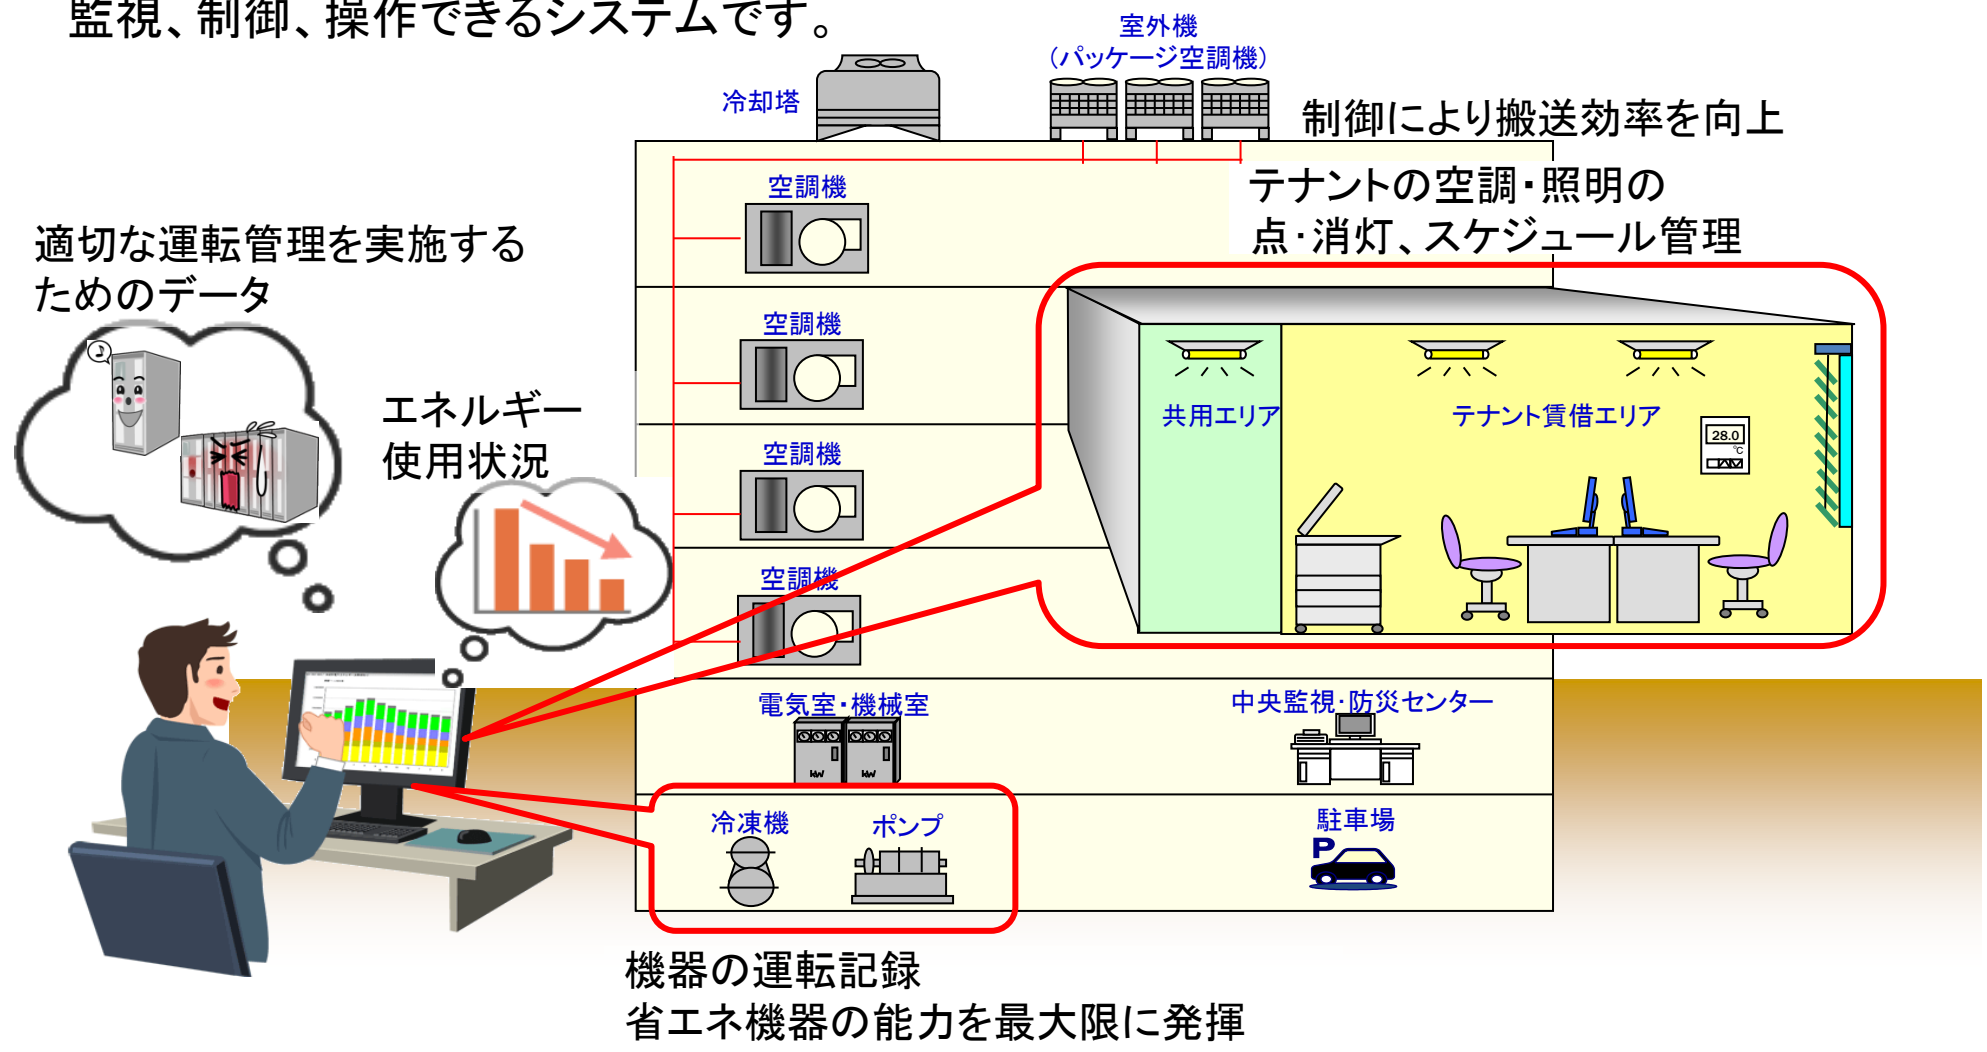 監視、制御、操作できるシステムです。
室外機
(パッケージ空調機)
冷却塔
制御により搬送効率を向上
空調機
テナントの空調・照明の
点・消灯、スケジュール管理
適切な運転管理を実施する
ためのデータ
空調機
エネルギー
使用状況
共用エリア
テナント賃借エリア
28.0
℃
空調機
空調機
電気室・機械室
中央監視・防災センター
kW
kW
冷凍機
ポンプ
駐車場
P
機器の運転記録
省エネ機器の能力を最大限に発揮